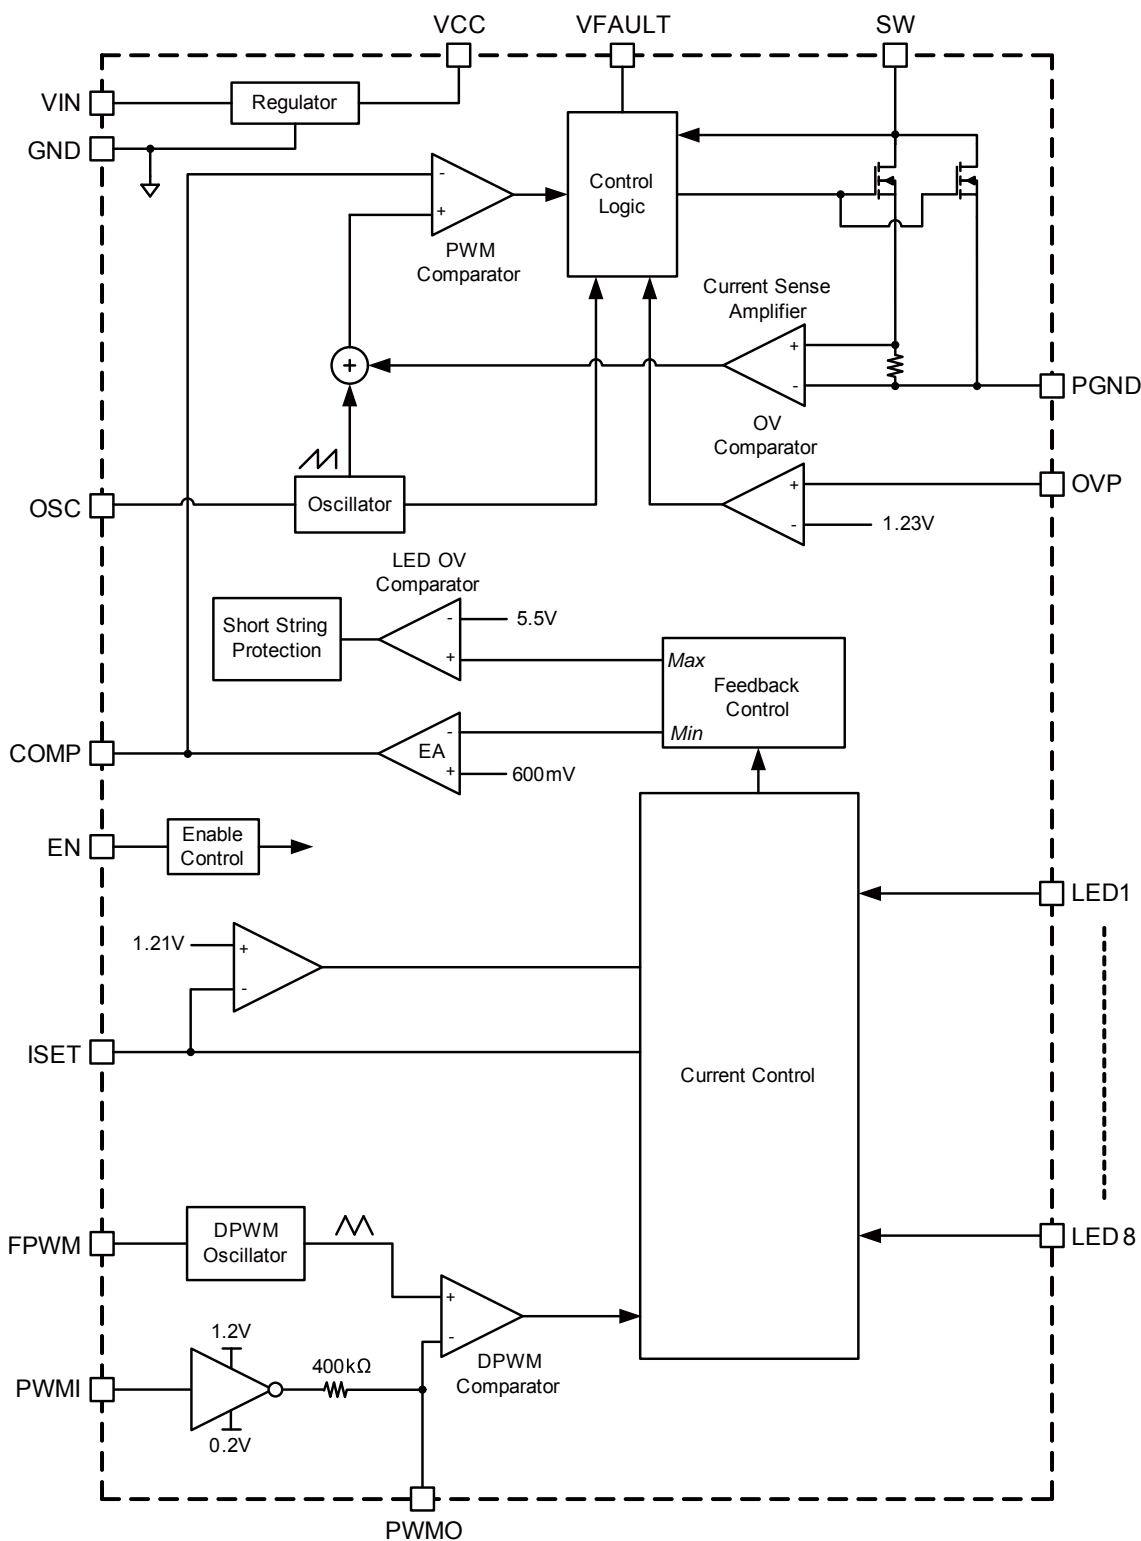 VCC
VFAULT
SW
VIN
Regulator
GND
-
+
PWM
Comparator
Control
Logic
Current Sense
Amplifier
+
-
+
PGND
OV
Comparator
OSC
Oscillator
+
-
OVP
1.23V
LED OV
Comparator
Short String
Protection
-
+
5.5V
Max
Feedback
Control
Min
COMP
EA
-
+
600mV
EN
Enable
Control
LED1
1.21V
+
-
ISET
Current Control
FPWM
DPWM
Oscillator
LED8
+
-
DPWM
Comparator
1.2V
PWMI
400kΩ
0.2V
PWMO